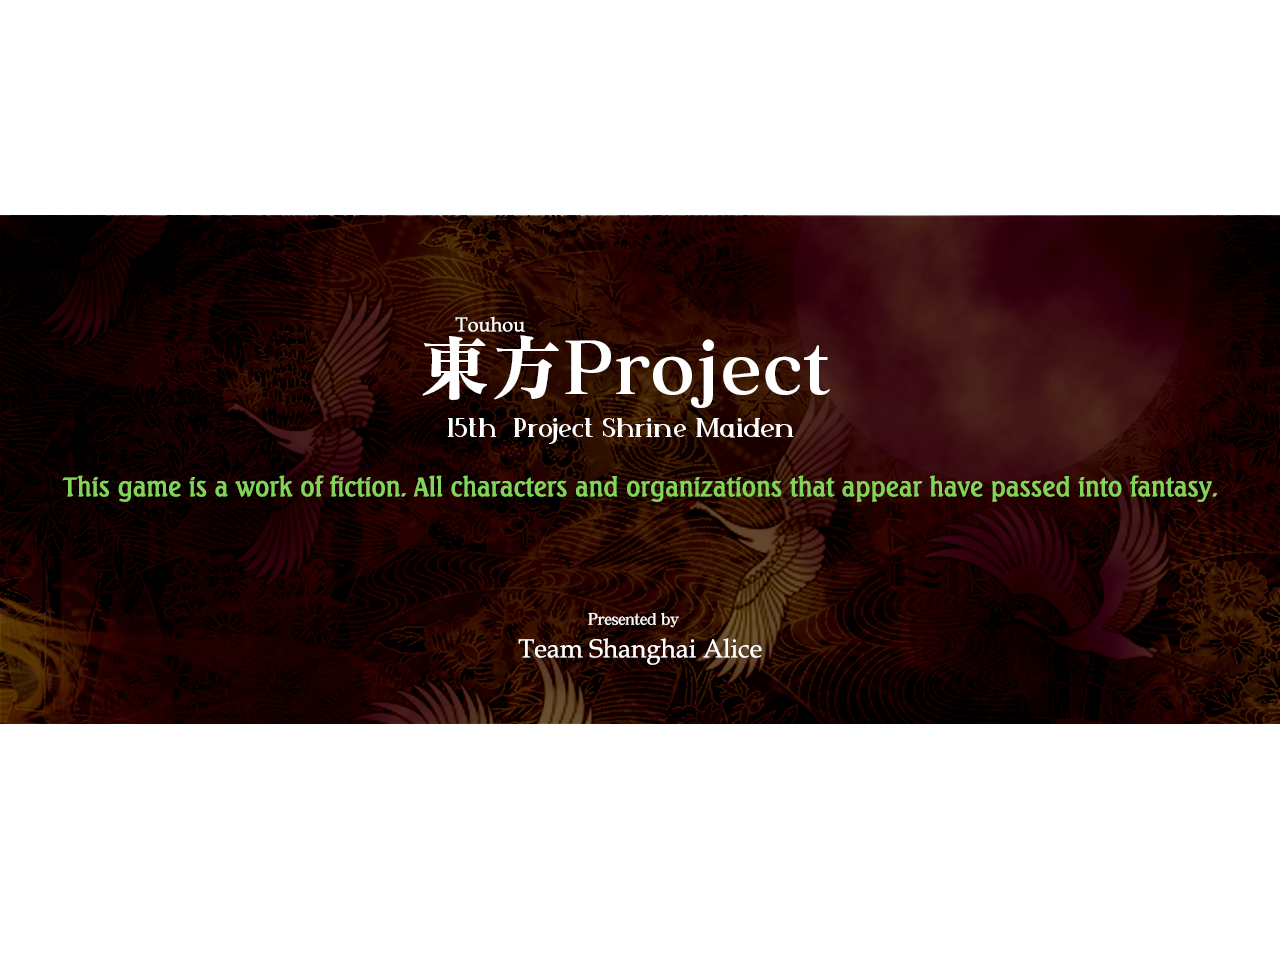 Touhou
東方Project
15th Project Shrine Maiden
This game is a work of fiction. All characters and organizations that appear have passed into fantasy.
Presented by
Team Shanghai Alice